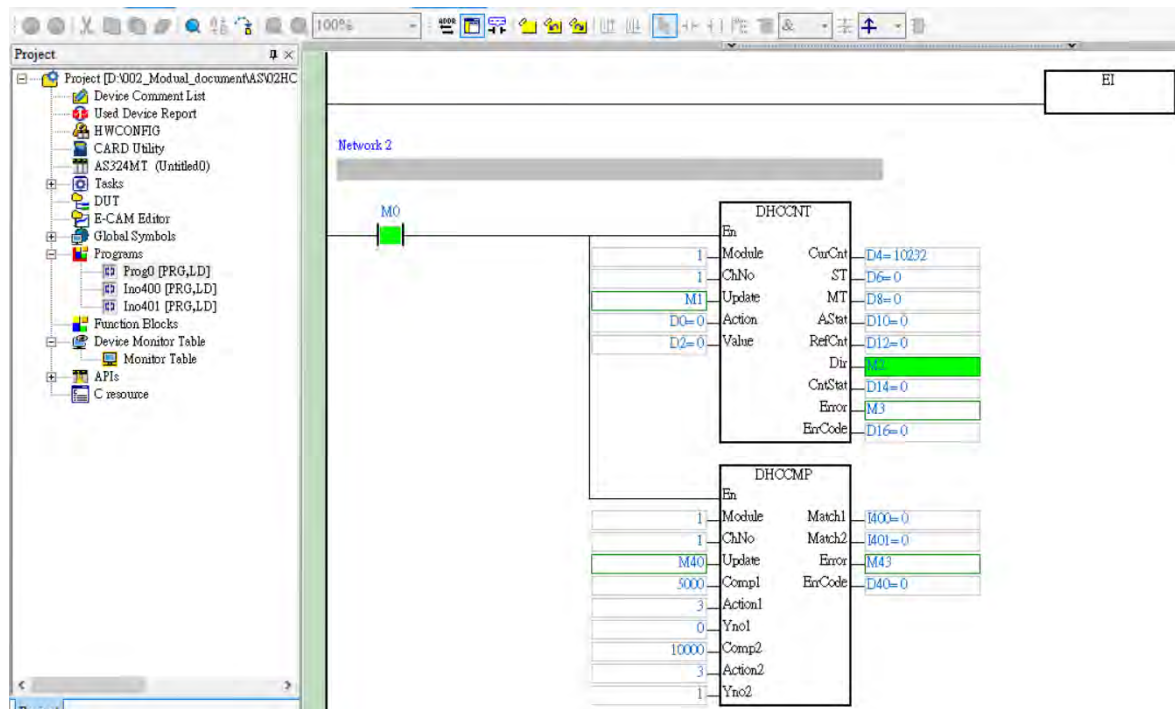 100%
Project
Project [D:\002_Modual_document\AS\02HC
Device Comment List
Used Device Report
HWCONFIG
CARD Utility
AS324MT (Untitled0)
Tasks
DUT
E-CAM Editor
Global Symbols
Programs
Prog0 [PRG,LD]
Ino400 [PRG,LD]
Ino401 [PRG,LD]
Function Blocks
Device Monitor Table
Monitor Table
APIs
C resource
EI
Network 2
M0
DHCCNT
En
1 Module CurCnt D4=10232
1 ChNo ST D6=0
M1 Update MT D8=0
D0=0 Action AStat D10=0
D2=0 Value RefCnt D12=0
Dir M2
CntStat D14=0
Error M3
ErrCode D16=0
DHCCMP
En
1 Module Match1 I400=0
1 ChNo Match2 I401=0
M40 Update Error M43
5000 Comp1 ErrCode D40=0
3 Action1
0 Yno1
10000 Comp2
3 Action2
1 Yno2